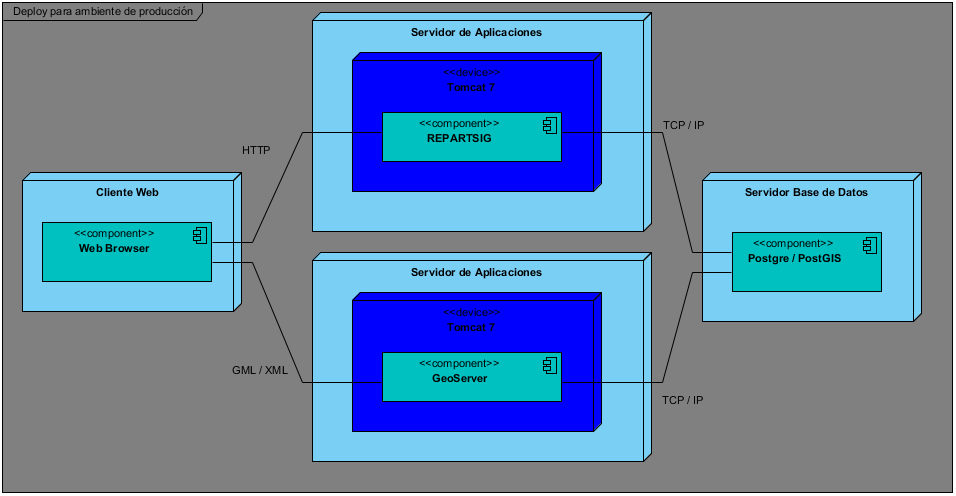 Deploy para ambiente de producción
Servidor de Aplicaciones
<<device>>
Tomcat 7
<<component>>
REPARTSIG
HTTP
TCP / IP
Cliente Web
<<component>>
Web Browser
Servidor Base de Datos
<<component>>
Postgre / PostGIS
Servidor de Aplicaciones
<<device>>
Tomcat 7
<<component>>
GeoServer
GML / XML
TCP / IP